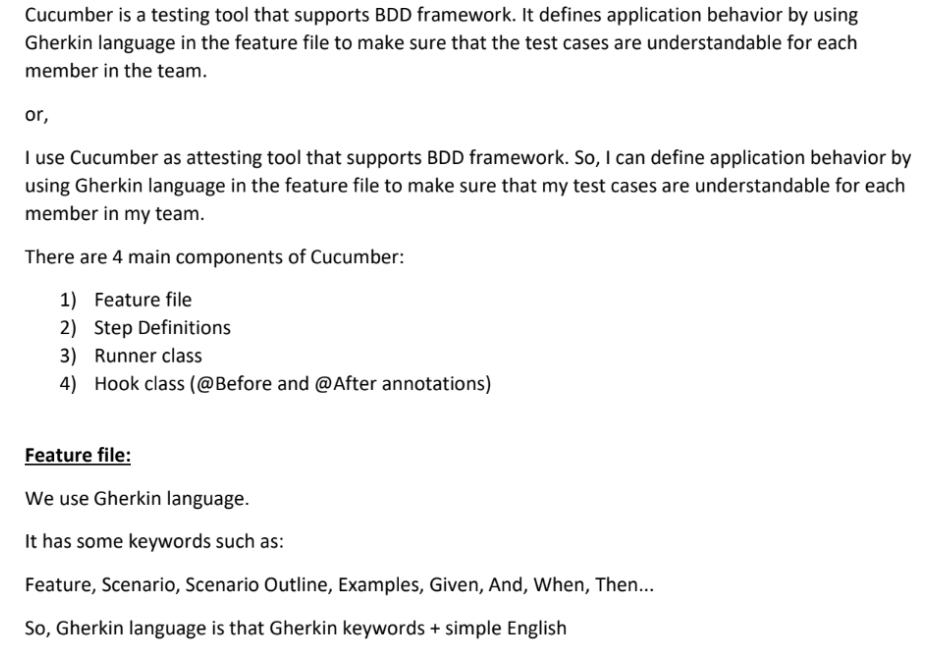 Cucumber is a testing tool that supports BDD framework. It defines application behavior by using
Gherkin language in the feature file to make sure that the test cases are understandable for each
member in the team.
or,
I use Cucumber as attesting tool that supports BDD framework. So, I can define application behavior by
using Gherkin language in the feature file to make sure that my test cases are understandable for each
member in my team.
There are 4 main components of Cucumber:
1) Feature file
2) Step Definitions
3) Runner class
4) Hook class (@Before and @After annotations)
Feature file:
We use Gherkin language.
It has some keywords such as:
Feature, Scenario, Scenario Outline, Examples, Given, And, When, Then...
So, Gherkin language is that Gherkin keywords + simple English